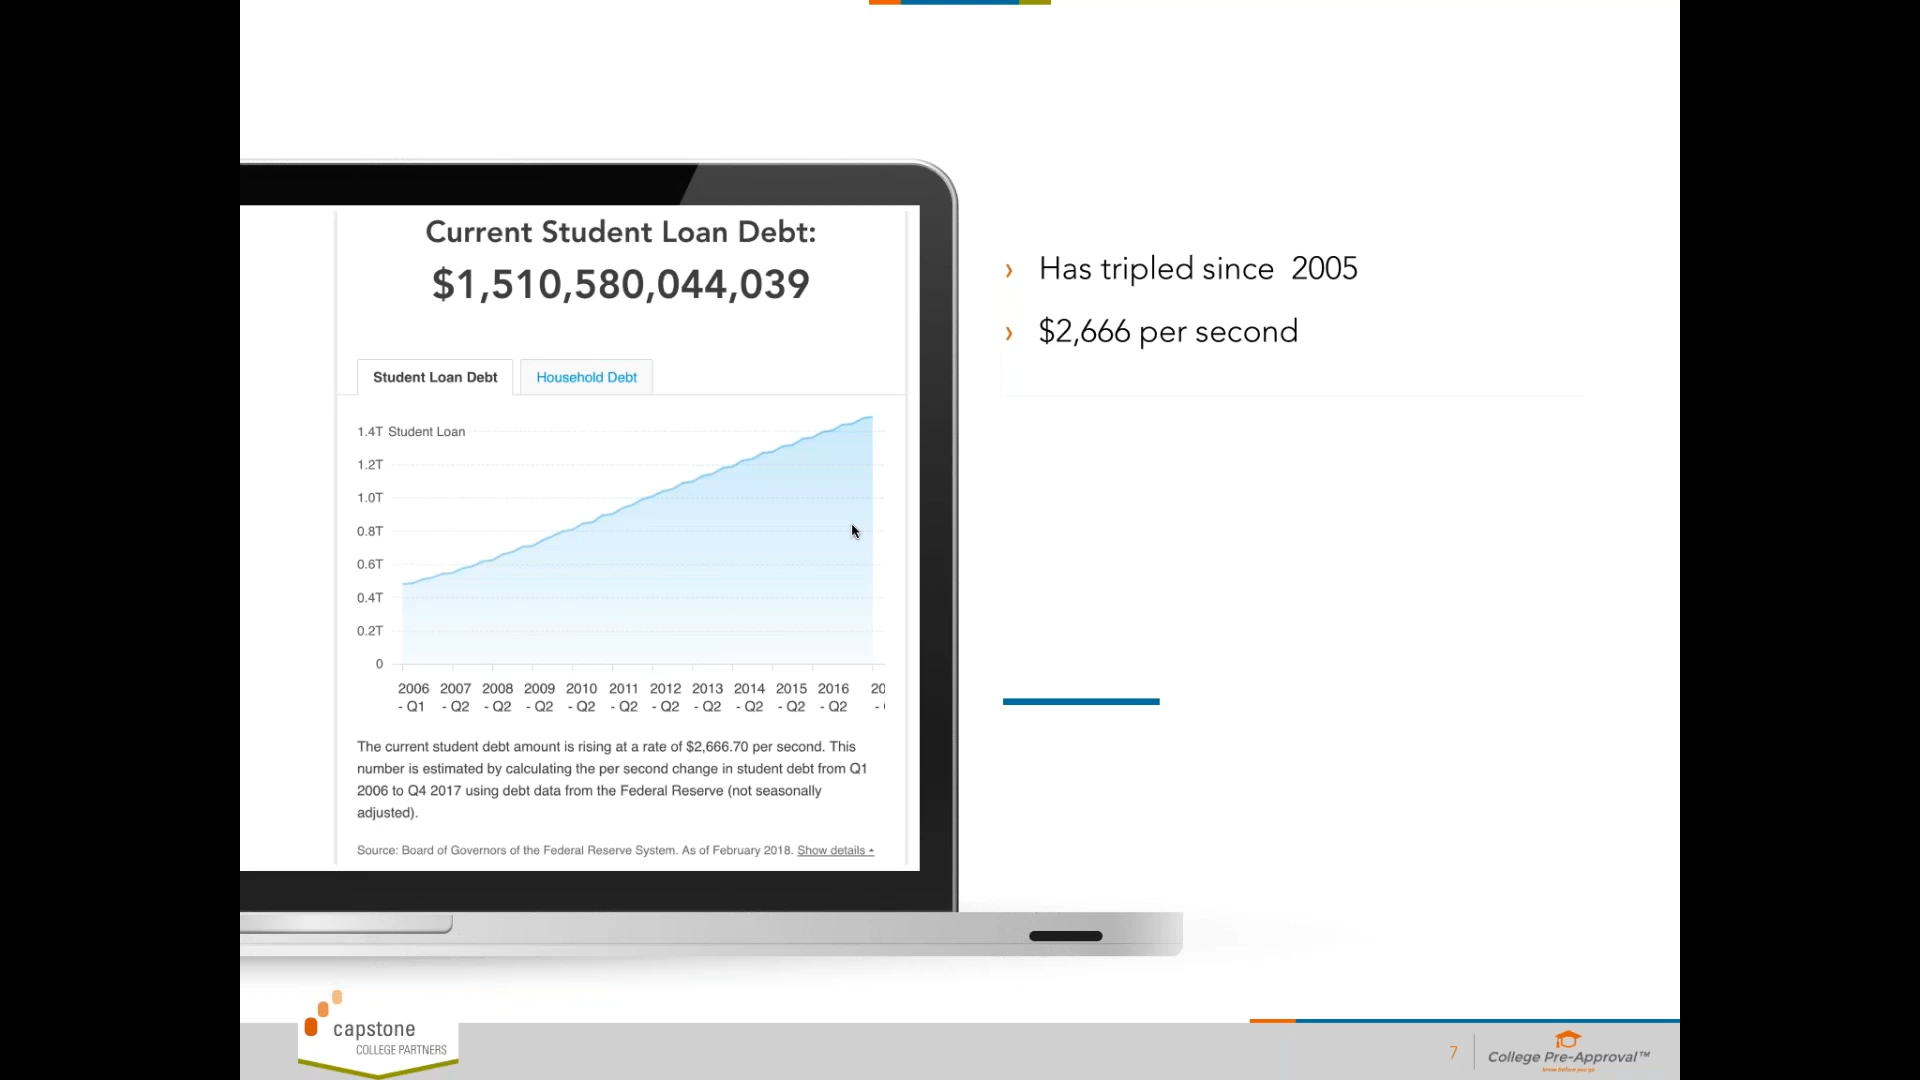 Current Student Loan Debt:
$1,510,580,044,039
Student Loan Debt
Household Debt
1.4T Student Loan
1.2T
1.0T
0.8T
0.6T
0.4T
0.2T
0
2006 2007 2008 2009 2010 2011 2012 2013 2014 2015 2016 20
- Q1 - Q2 - Q2 - Q2 - Q2 - Q2 - Q2 - Q2 - Q2 - Q2 - Q2 -
The current student debt amount is rising at a rate of $2,666.70 per second. This
number is estimated by calculating the per second change in student debt from Q1
2006 to Q4 2017 using debt data from the Federal Reserve (not seasonally
adjusted).
Source: Board of Governors of the Federal Reserve System. As of February 2018. Show details
› Has tripled since 2005
› $2,666 per second
capstone
COLLEGE PARTNERS
7
College Pre-Approval™
know before you go